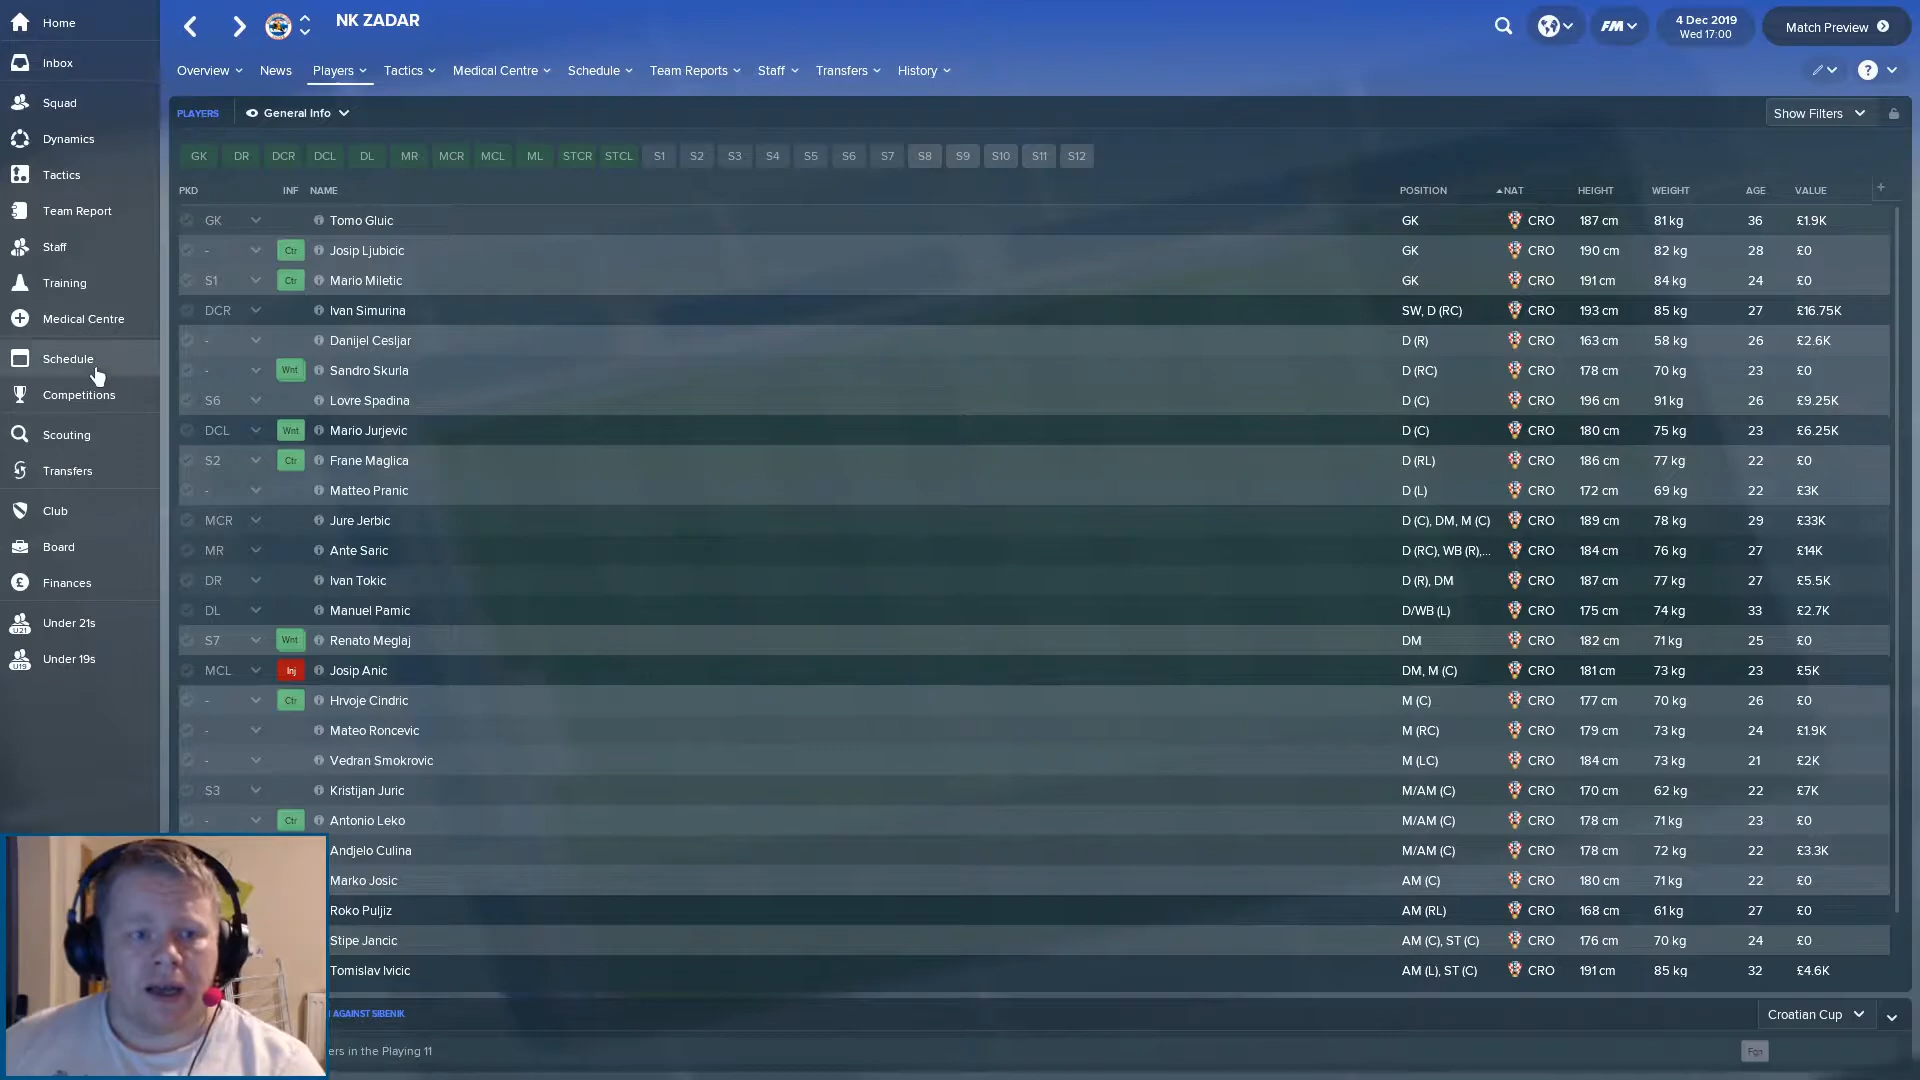 Home
Inbox
Squad
Dynamics
Tactics
Team Report
Staff
Training
Medical Centre
Schedule
Competitions
Scouting
Transfers
Club
Board
Finances
Under 21s
Under 19s
U21
U19
NK ZADAR
FM
4 Dec 2019
Wed 17:00
Match Preview
Overview News Players Tactics Medical Centre Schedule Team Reports Staff Transfers History
?
PLAYERS General Info Show Filters
GK DR DCR DCL DL MR MCR MCL ML STCR STCL S1 S2 S3 S4 S5 S6 S7 S8 S9 S10 S11 S12
PKD INF NAME POSITION NAT HEIGHT WEIGHT AGE VALUE +
GK Tomo Gluic GK CRO 187 cm 81 kg 36 £1.9K
- Ctr Josip Ljubicic GK CRO 190 cm 82 kg 28 £0
S1 Ctr Mario Miletic GK CRO 191 cm 84 kg 24 £0
DCR Ivan Simurina SW, D (RC) CRO 193 cm 85 kg 27 £16.75K
- Danijel Cesljar D (R) CRO 163 cm 58 kg 26 £2.6K
- Wnt Sandro Skurla D (RC) CRO 178 cm 70 kg 23 £0
S6 Lovre Spadina D (C) CRO 196 cm 91 kg 26 £9.25K
DCL Wnt Mario Jurjevic D (C) CRO 180 cm 75 kg 23 £6.25K
S2 Ctr Frane Maglica D (RL) CRO 186 cm 77 kg 22 £0
- Matteo Pranic D (L) CRO 172 cm 69 kg 22 £3K
MCR Jure Jerbic D (C), DM, M (C) CRO 189 cm 78 kg 29 £33K
MR Ante Saric D (RC), WB (R),... CRO 184 cm 76 kg 27 £14K
DR Ivan Tokic D (R), DM CRO 187 cm 77 kg 27 £5.5K
DL Manuel Pamic D/WB (L) CRO 175 cm 74 kg 33 £2.7K
S7 Wnt Renato Meglaj DM CRO 182 cm 71 kg 25 £0
MCL Inj Josip Anic DM, M (C) CRO 181 cm 73 kg 23 £5K
- Ctr Hrvoje Cindric M (C) CRO 177 cm 70 kg 26 £0
- Mateo Roncevic M (RC) CRO 179 cm 73 kg 24 £1.9K
- Vedran Smokrovic M (LC) CRO 184 cm 73 kg 21 £2K
S3 Kristijan Juric M/AM (C) CRO 170 cm 62 kg 22 £7K
- Ctr Antonio Leko M/AM (C) CRO 178 cm 71 kg 23 £0
Andjelo Culina M/AM (C) CRO 178 cm 72 kg 22 £3.3K
Marko Josic AM (C) CRO 180 cm 71 kg 22 £0
Roko Puljiz AM (RL) CRO 168 cm 61 kg 27 £0
Stipe Jancic AM (C), ST (C) CRO 176 cm 70 kg 24 £0
Tomislav Ivicic AM (L), ST (C) CRO 191 cm 85 kg 32 £4.6K
AGAINST SIBENIK Croatian Cup
ers in the Playing 11 Fgn